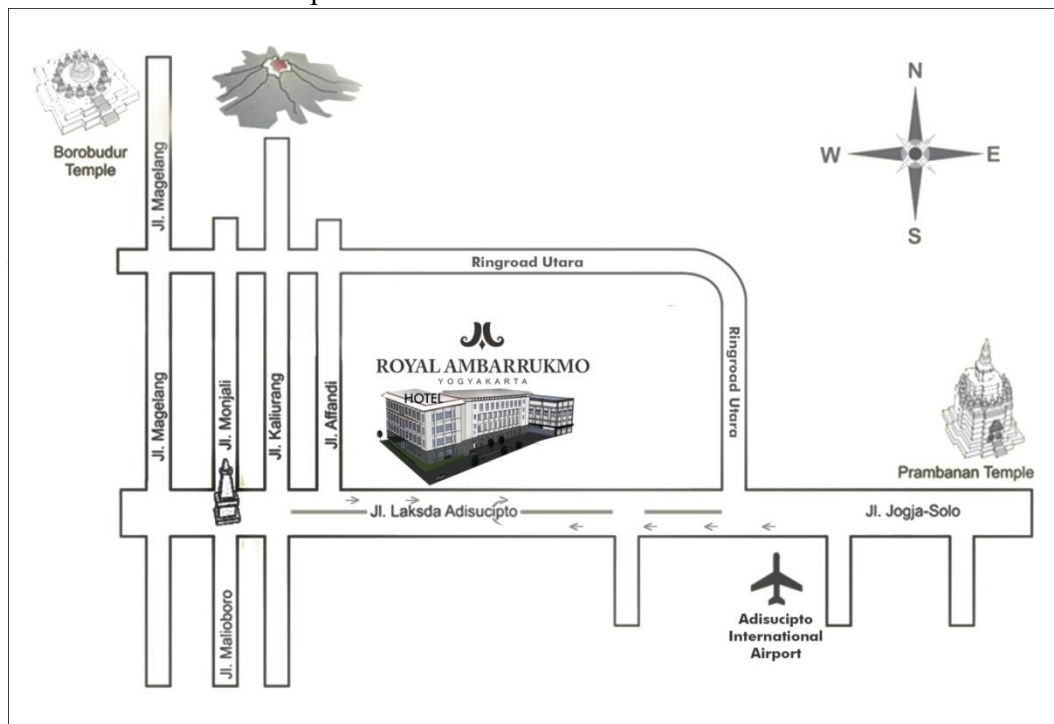 Borobudur
Temple
Jl. Magelang
N
W
E
S
Ringroad Utara
Ringroad Utara
ROYAL AMBARRUKMO
YOGYAKARTA
HOTEL
Jl. Magelang
Jl. Monjali
Jl. Kaliurang
Jl. Affandi
Prambanan Temple
Jl. Laksda Adisucipto
Jl. Jogja-Solo
Jl. Malioboro
Adisucipto
International
Airport